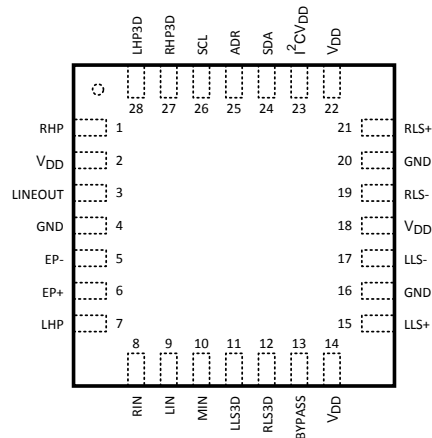 LHP3D
RHP3D
SCL
ADR
SDA
I²CVDD
VDD
28 27 26 25 24 23 22
RHP 1
VDD 2
LINEOUT 3
GND 4
EP- 5
EP+ 6
LHP 7
21 RLS+
20 GND
19 RLS-
18 VDD
17 LLS-
16 GND
15 LLS+
8 9 10 11 12 13 14
RIN
LIN
MIN
LLS3D
RLS3D
BYPASS
VDD